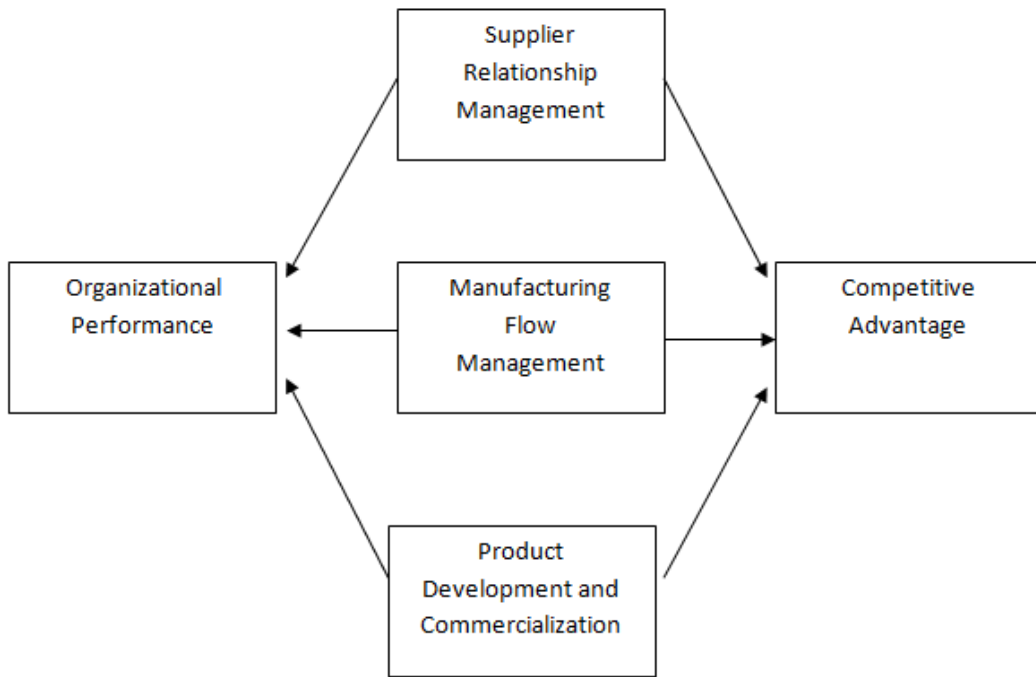 Supplier
Relationship
Management
Organizational
Performance
Manufacturing
Flow
Management
Competitive
Advantage
Product
Development and
Commercialization